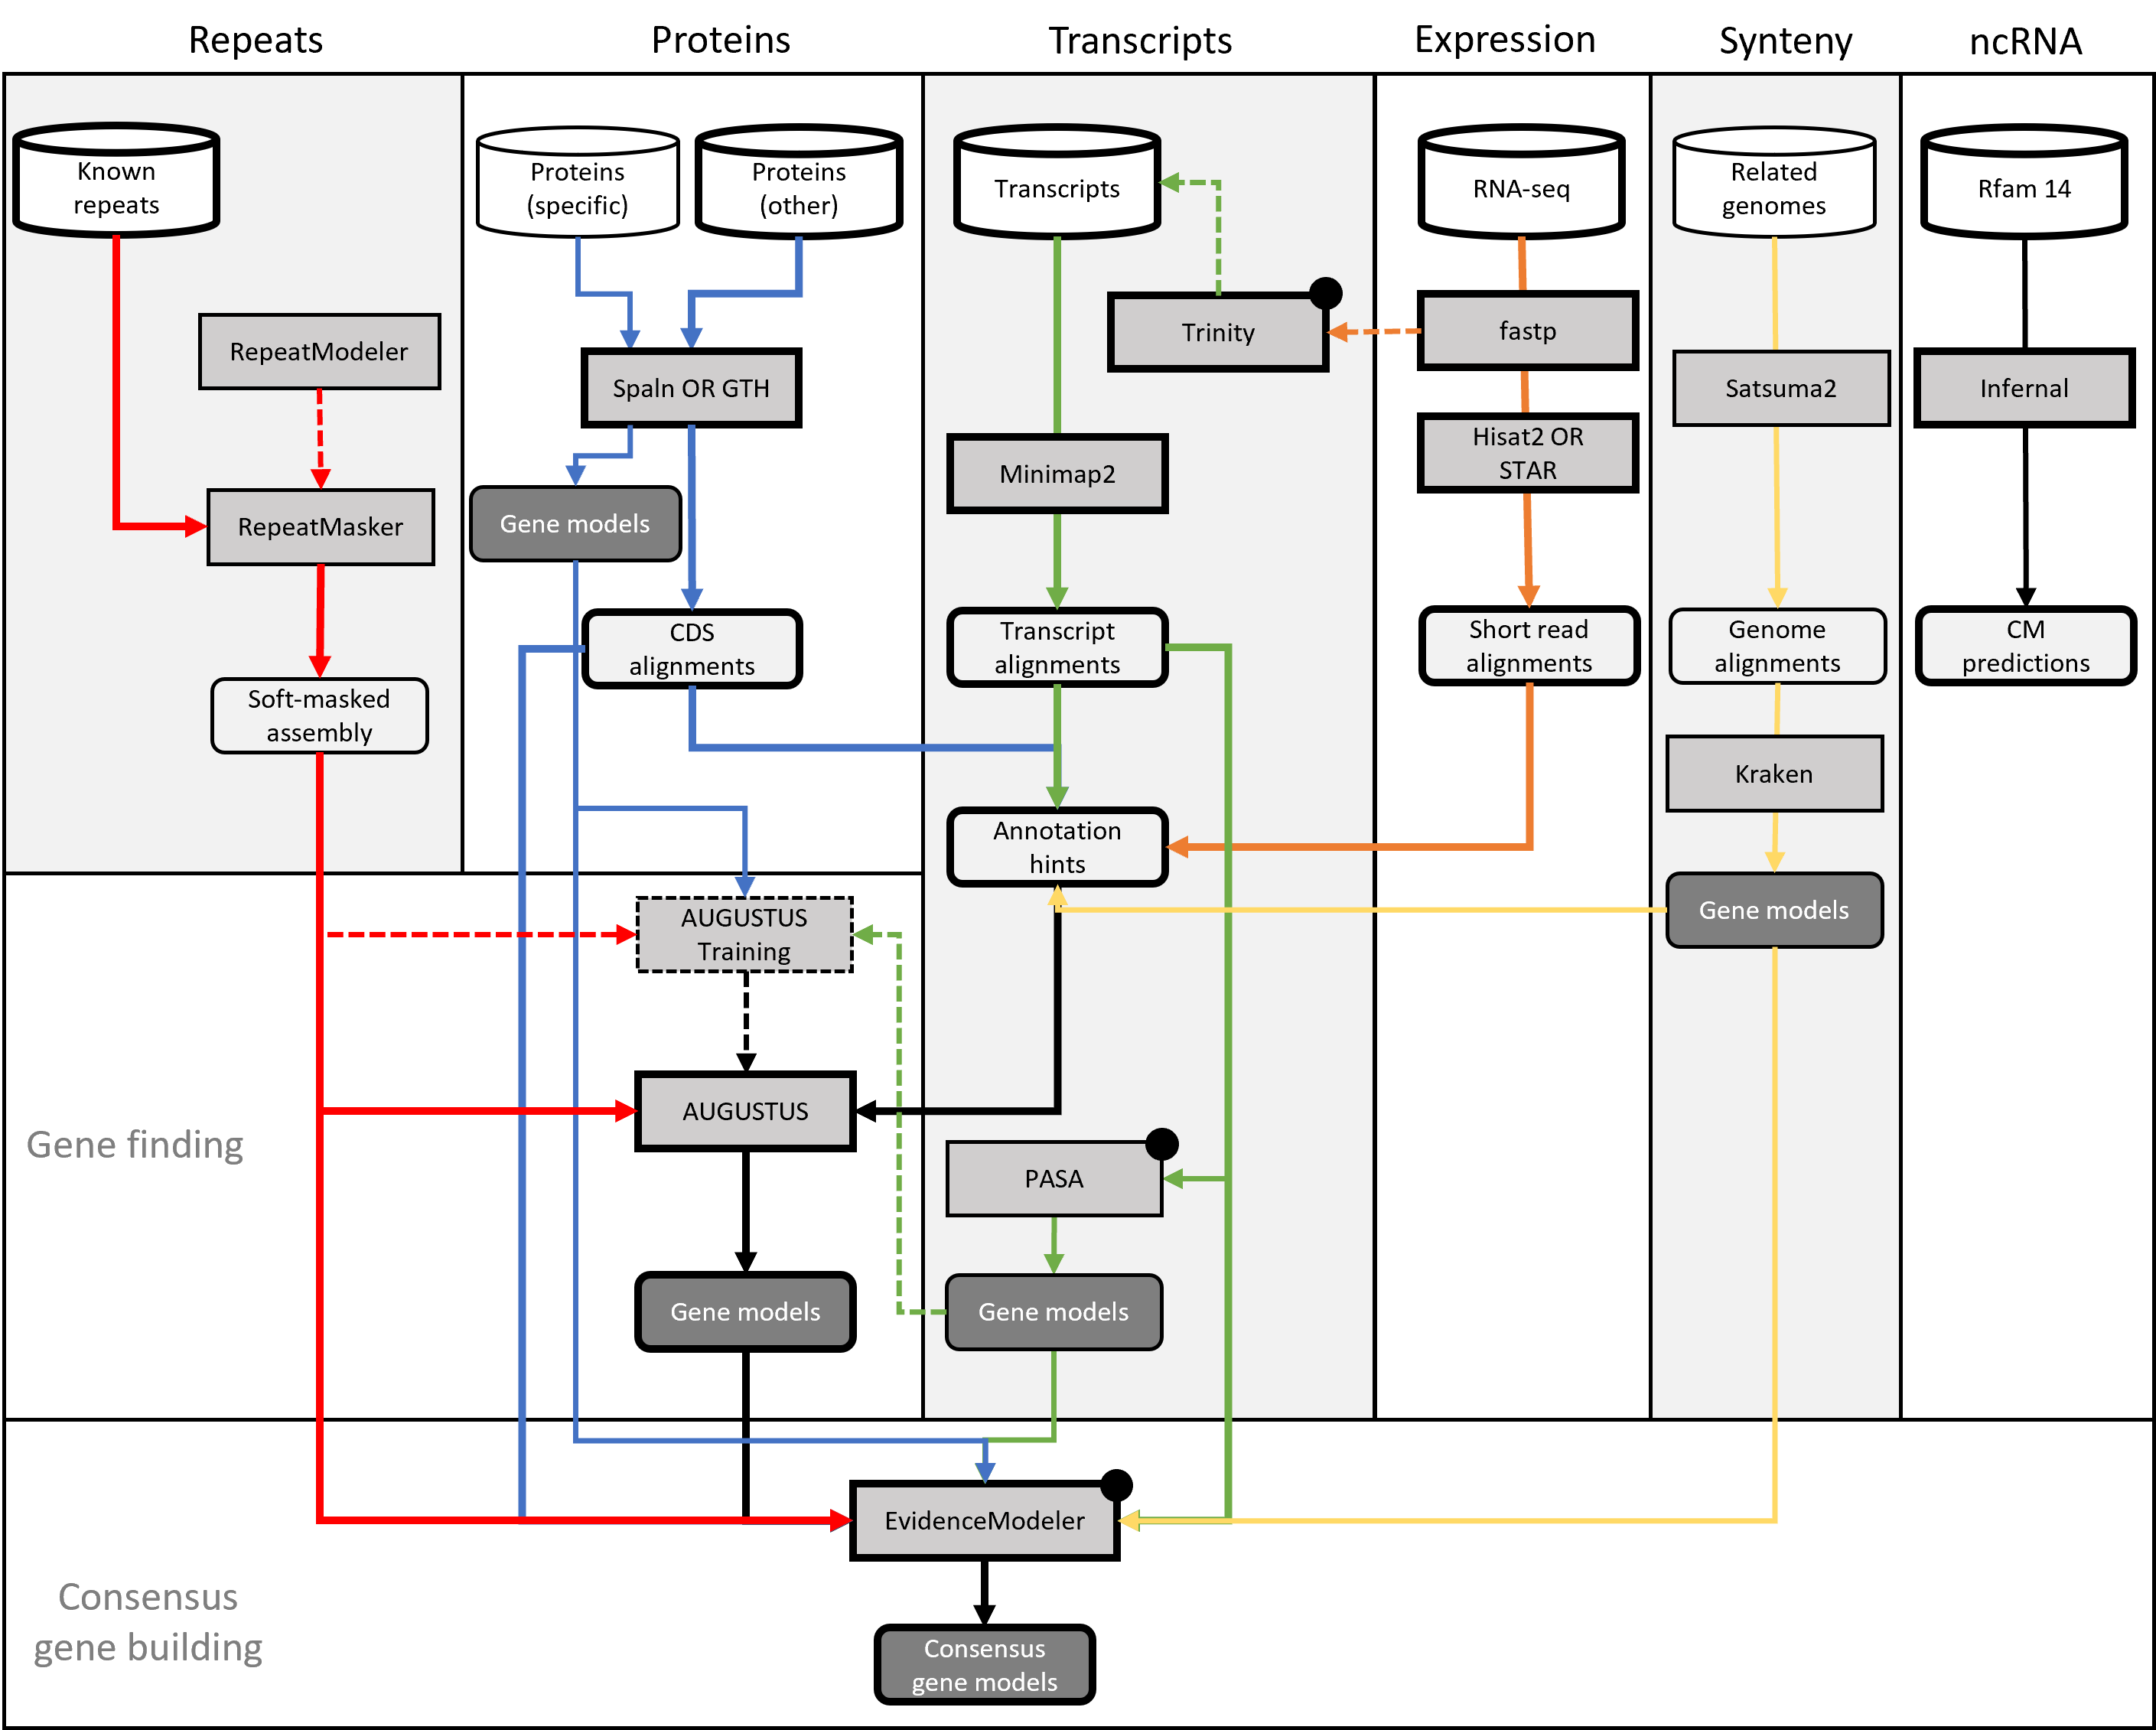 Repeats
Proteins
Transcripts
Expression
Synteny
ncRNA
Known
repeats
Proteins
(specific)
Proteins
(other)
Transcripts
RNA-seq
Related
genomes
Rfam 14
RepeatModeler
Spaln OR GTH
Trinity
fastp
Satsuma2
Infernal
Hisat2 OR
STAR
Minimap2
RepeatMasker
Gene models
CDS
alignments
Transcript
alignments
Short read
alignments
Genome
alignments
CM
predictions
Soft-masked
assembly
Kraken
Annotation
hints
Gene models
AUGUSTUS
Training
AUGUSTUS
Gene finding
PASA
Gene models
Gene models
EvidenceModeler
Consensus
gene building
Consensus
gene models